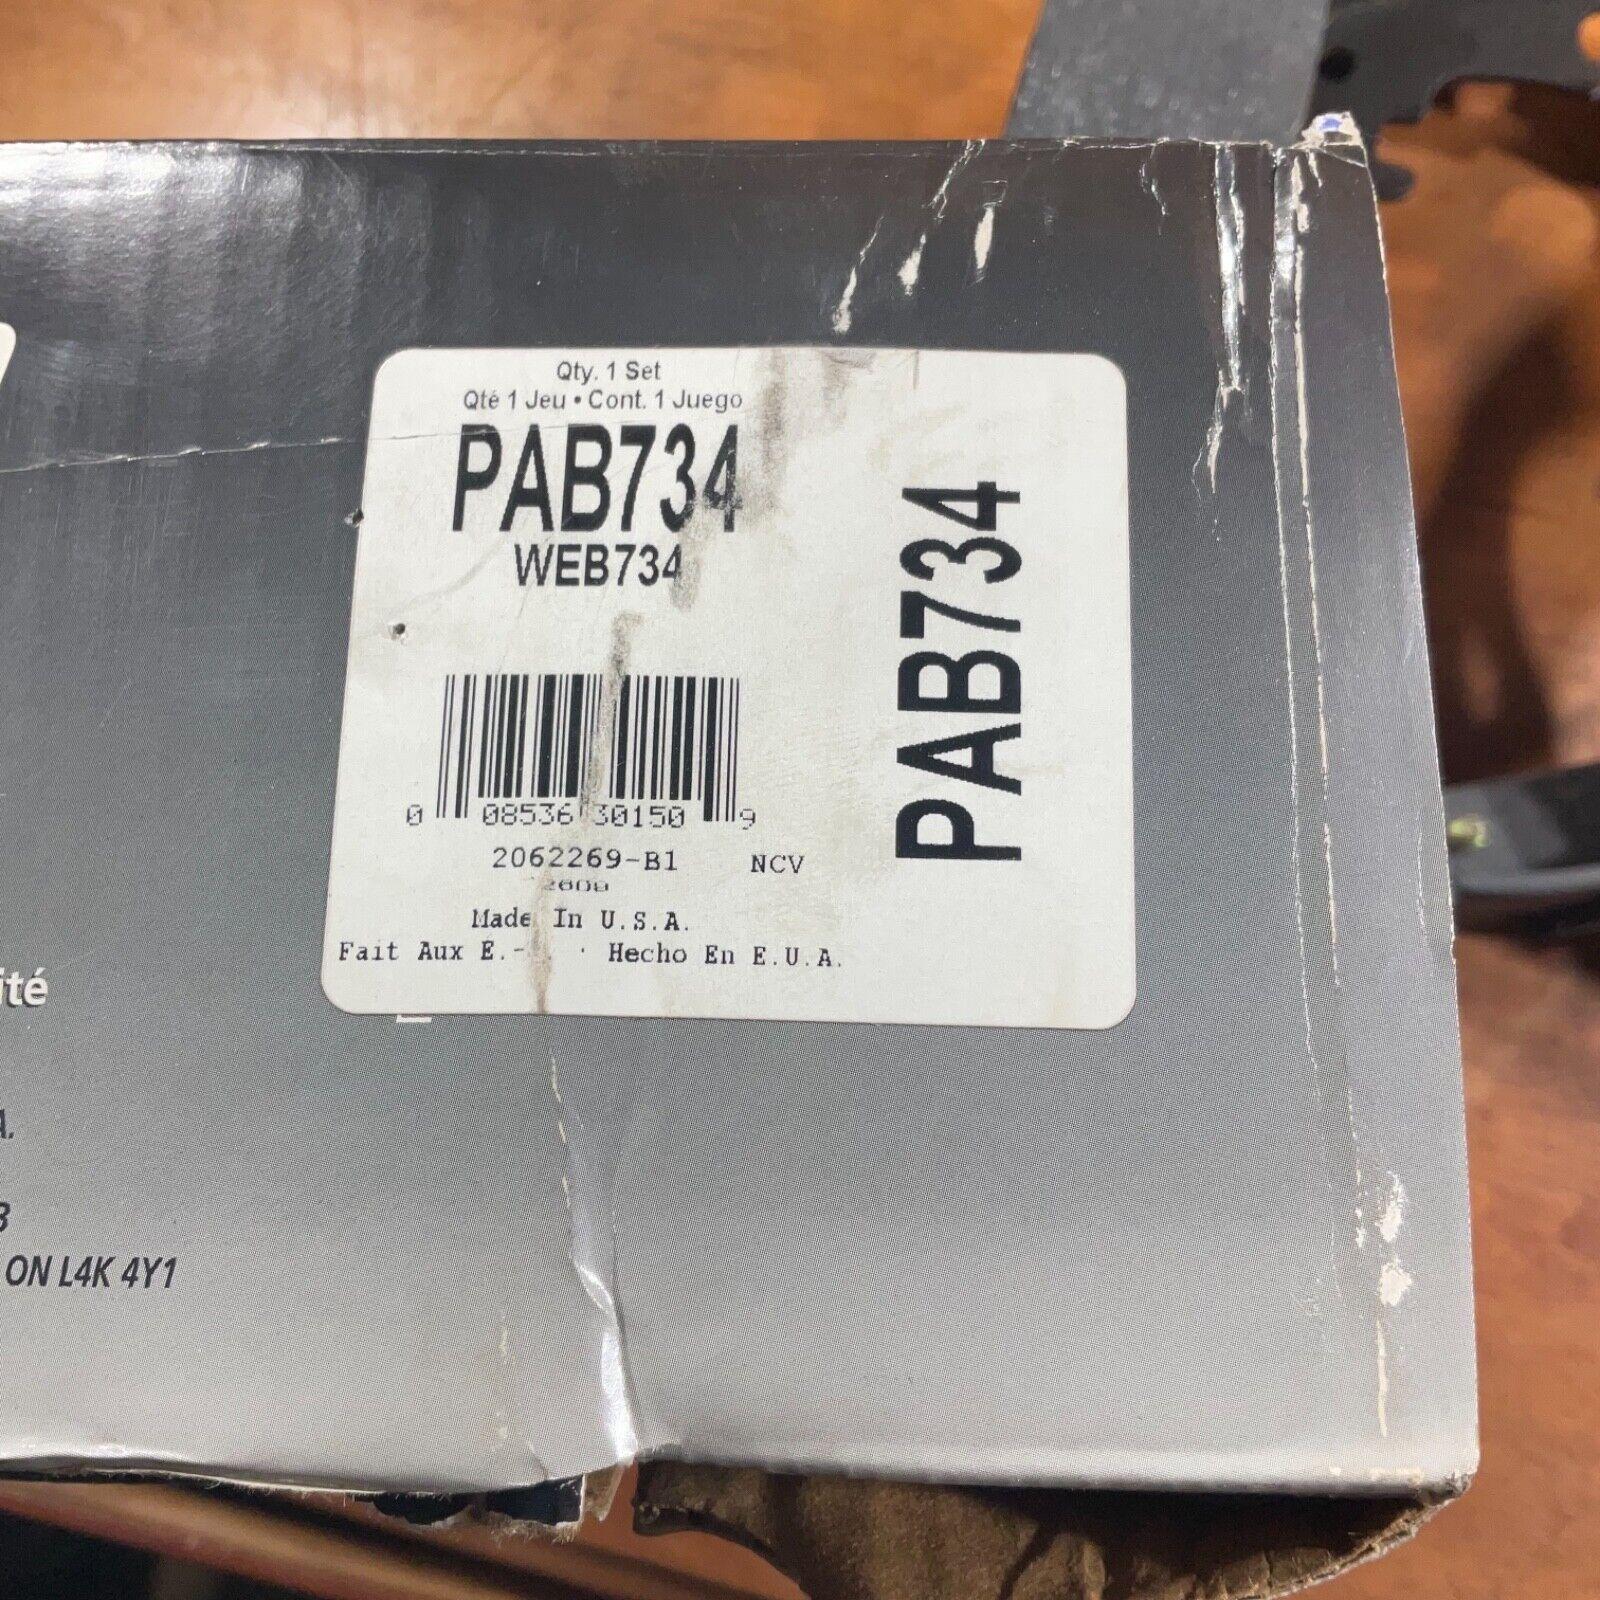 Qty. 1 Set
Qté 1 Jeu • Cont. 1 Juego
PAB734
WEB734
0 08536 30150 9
2062269-B1 NCV
Made In U.S.A.
Fait Aux E.- · Hecho En E.U.A.
PAB734
ité
A.
ON L4K 4Y1